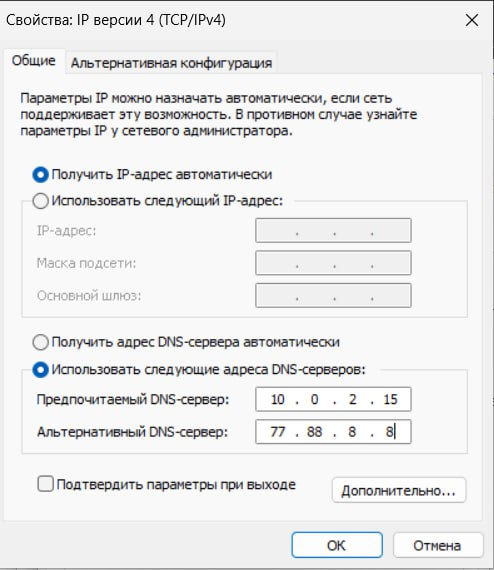 Свойства: IP версии 4 (TCP/IPv4)
Общие
Альтернативная конфигурация
Параметры IP можно назначать автоматически, если сеть
поддерживает эту возможность. В противном случае узнайте
параметры IP у сетевого администратора.
Получить IP-адрес автоматически
Использовать следующий IP-адрес:
IP-адрес: . . .
Маска подсети: . . .
Основной шлюз: . . .
Получить адрес DNS-сервера автоматически
Использовать следующие адреса DNS-серверов:
Предпочитаемый DNS-сервер: 10 . 0 . 2 . 15
Альтернативный DNS-сервер: 77 . 88 . 8 . 8
Подтвердить параметры при выходе
Дополнительно...
ОК
Отмена